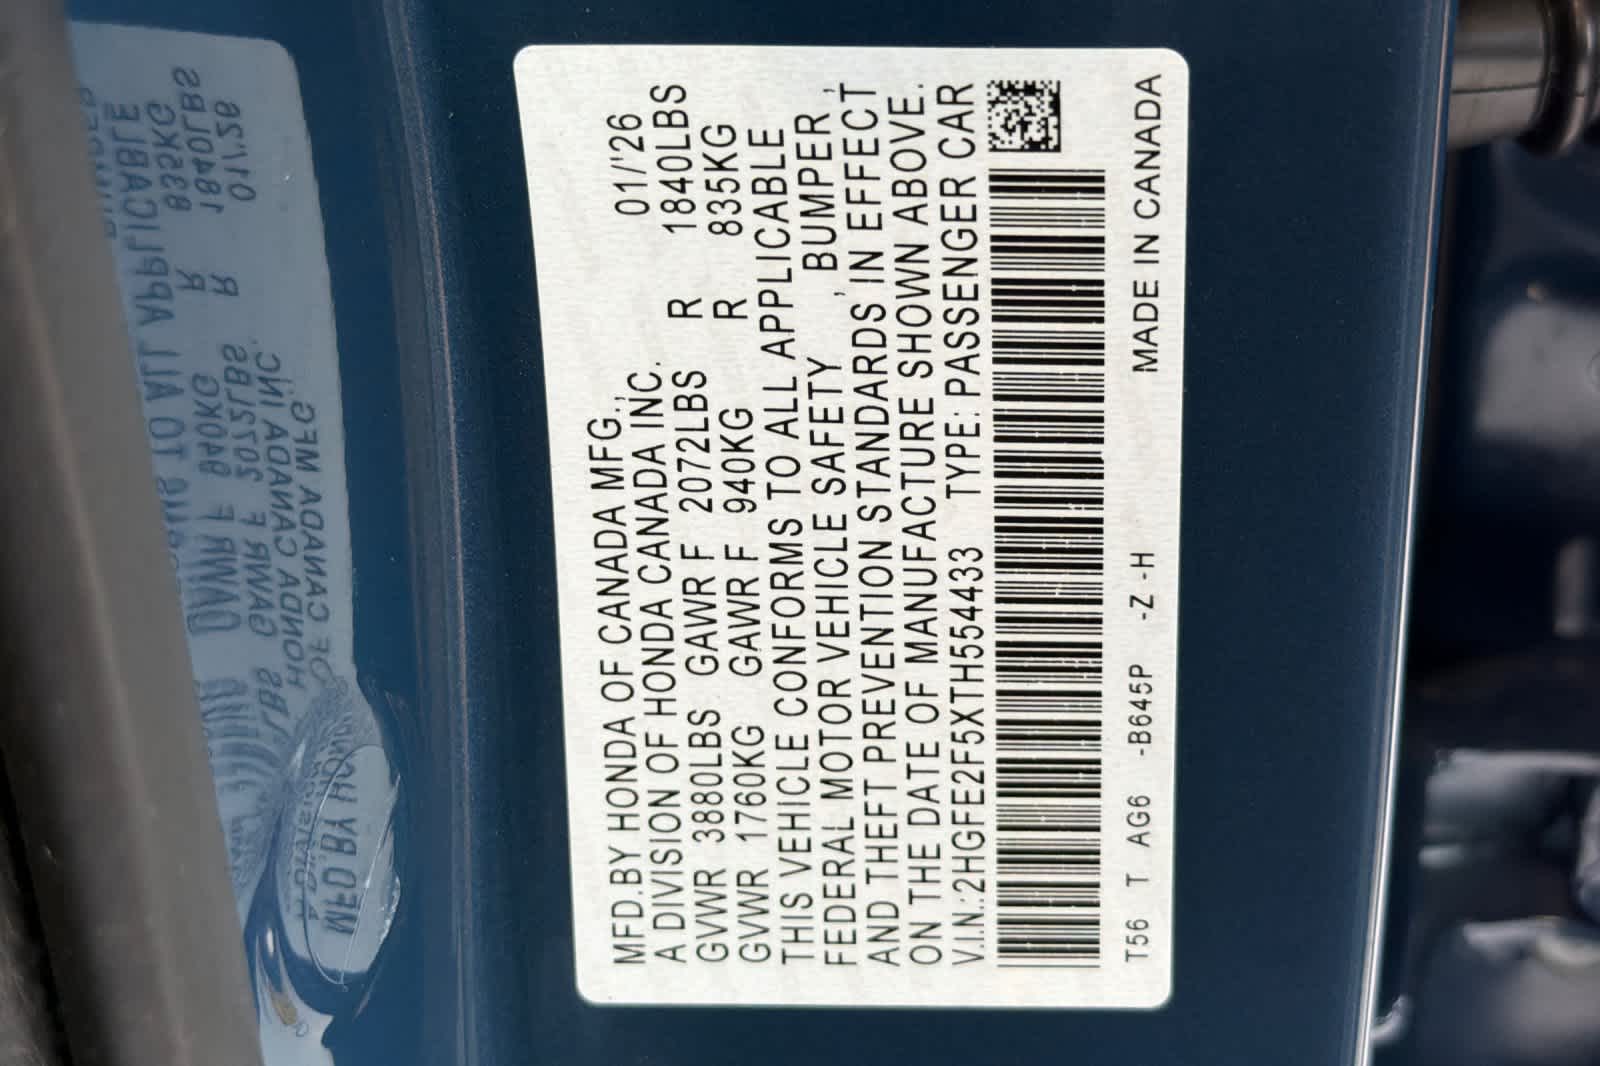 MFD.BY HONDA OF CANADA MFG., 01/'26
A DIVISION OF HONDA CANADA INC.
GVWR 3880LBS GAWR F 2072LBS R 1840LBS
GVWR 1760KG GAWR F 940KG R 835KG
THIS VEHICLE CONFORMS TO ALL APPLICABLE
FEDERAL MOTOR VEHICLE SAFETY, BUMPER,
AND THEFT PREVENTION STANDARDS IN EFFECT
ON THE DATE OF MANUFACTURE SHOWN ABOVE.
V.I.N.:2HGFE2F5XTH554433 TYPE:PASSENGER CAR
T56 T AG6 -B645P -Z -H MADE IN CANADA